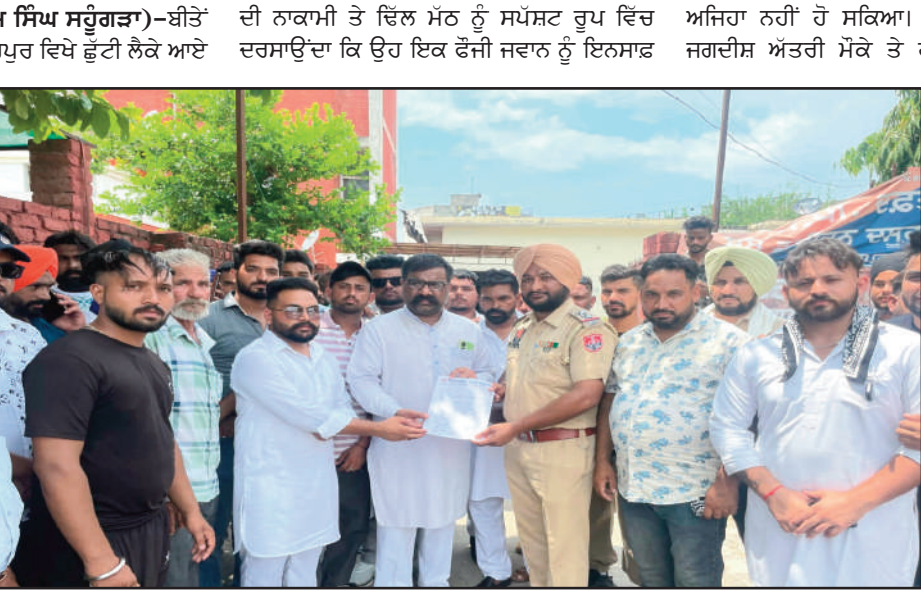 ਸਿੰਘ ਸਹੂੰਗੜਾ)-ਬੀਤੇਂ
ਪੁਰ ਵਿਖੇ ਛੁੱਟੀ ਲੈਕੇ ਆਏ
ਦੀ ਨਾਕਾਮੀ ਤੇ ਢਿੱਲ ਮੱਠ ਨੂੰ ਸਪੱਸ਼ਟ ਰੂਪ ਵਿੱਚ
ਦਰਸਾਉਂਦਾ ਕਿ ਉਹ ਇਕ ਫੌਜੀ ਜਵਾਨ ਨੂੰ ਇਨਸਾਫ਼
ਅਜਿਹਾ ਨਹੀਂ ਹੋ ਸਕਿਆ।
ਜਗਦੀਸ਼ ਅੱਤਰੀ ਮੌਕੇ ਤੇ